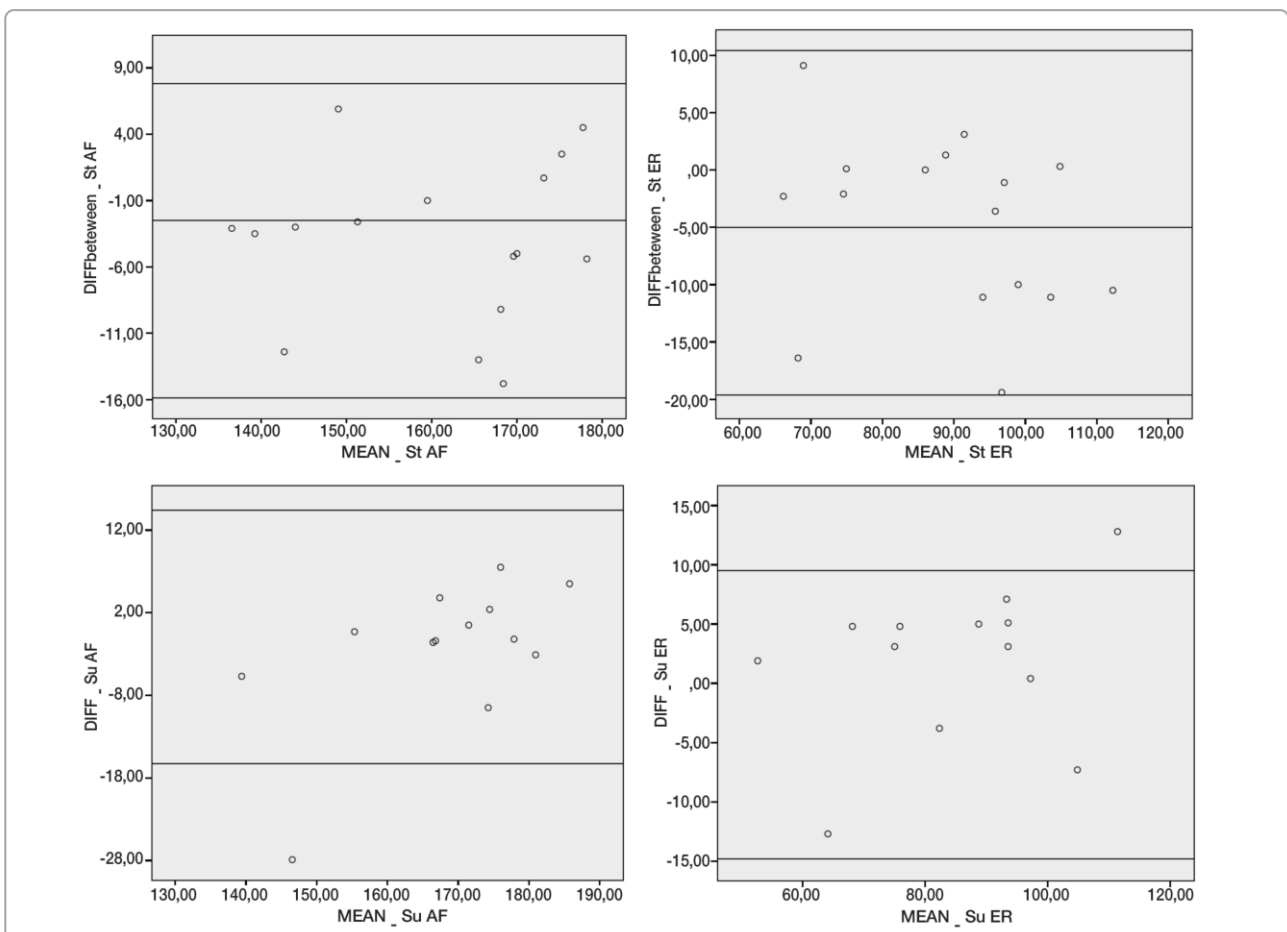 DIFFbeteween _ St AF
9,00
4,00
-1,00
-6,00
-11,00
-16,00
130,00 140,00 150,00 160,00 170,00 180,00
MEAN _ St AF
DIFFbeteween _ St ER
10,00
5,00
,00
-5,00
-10,00
-15,00
-20,00
60,00 70,00 80,00 90,00 100,00 110,00 120,00
MEAN _ St ER
DIFF _ Su AF
12,00
2,00
-8,00
-18,00
-28,00
130,00 140,00 150,00 160,00 170,00 180,00 190,00
MEAN _ Su AF
DIFF _ Su ER
15,00
10,00
5,00
,00
-5,00
-10,00
-15,00
60,00 80,00 100,00 120,00
MEAN _ Su ER